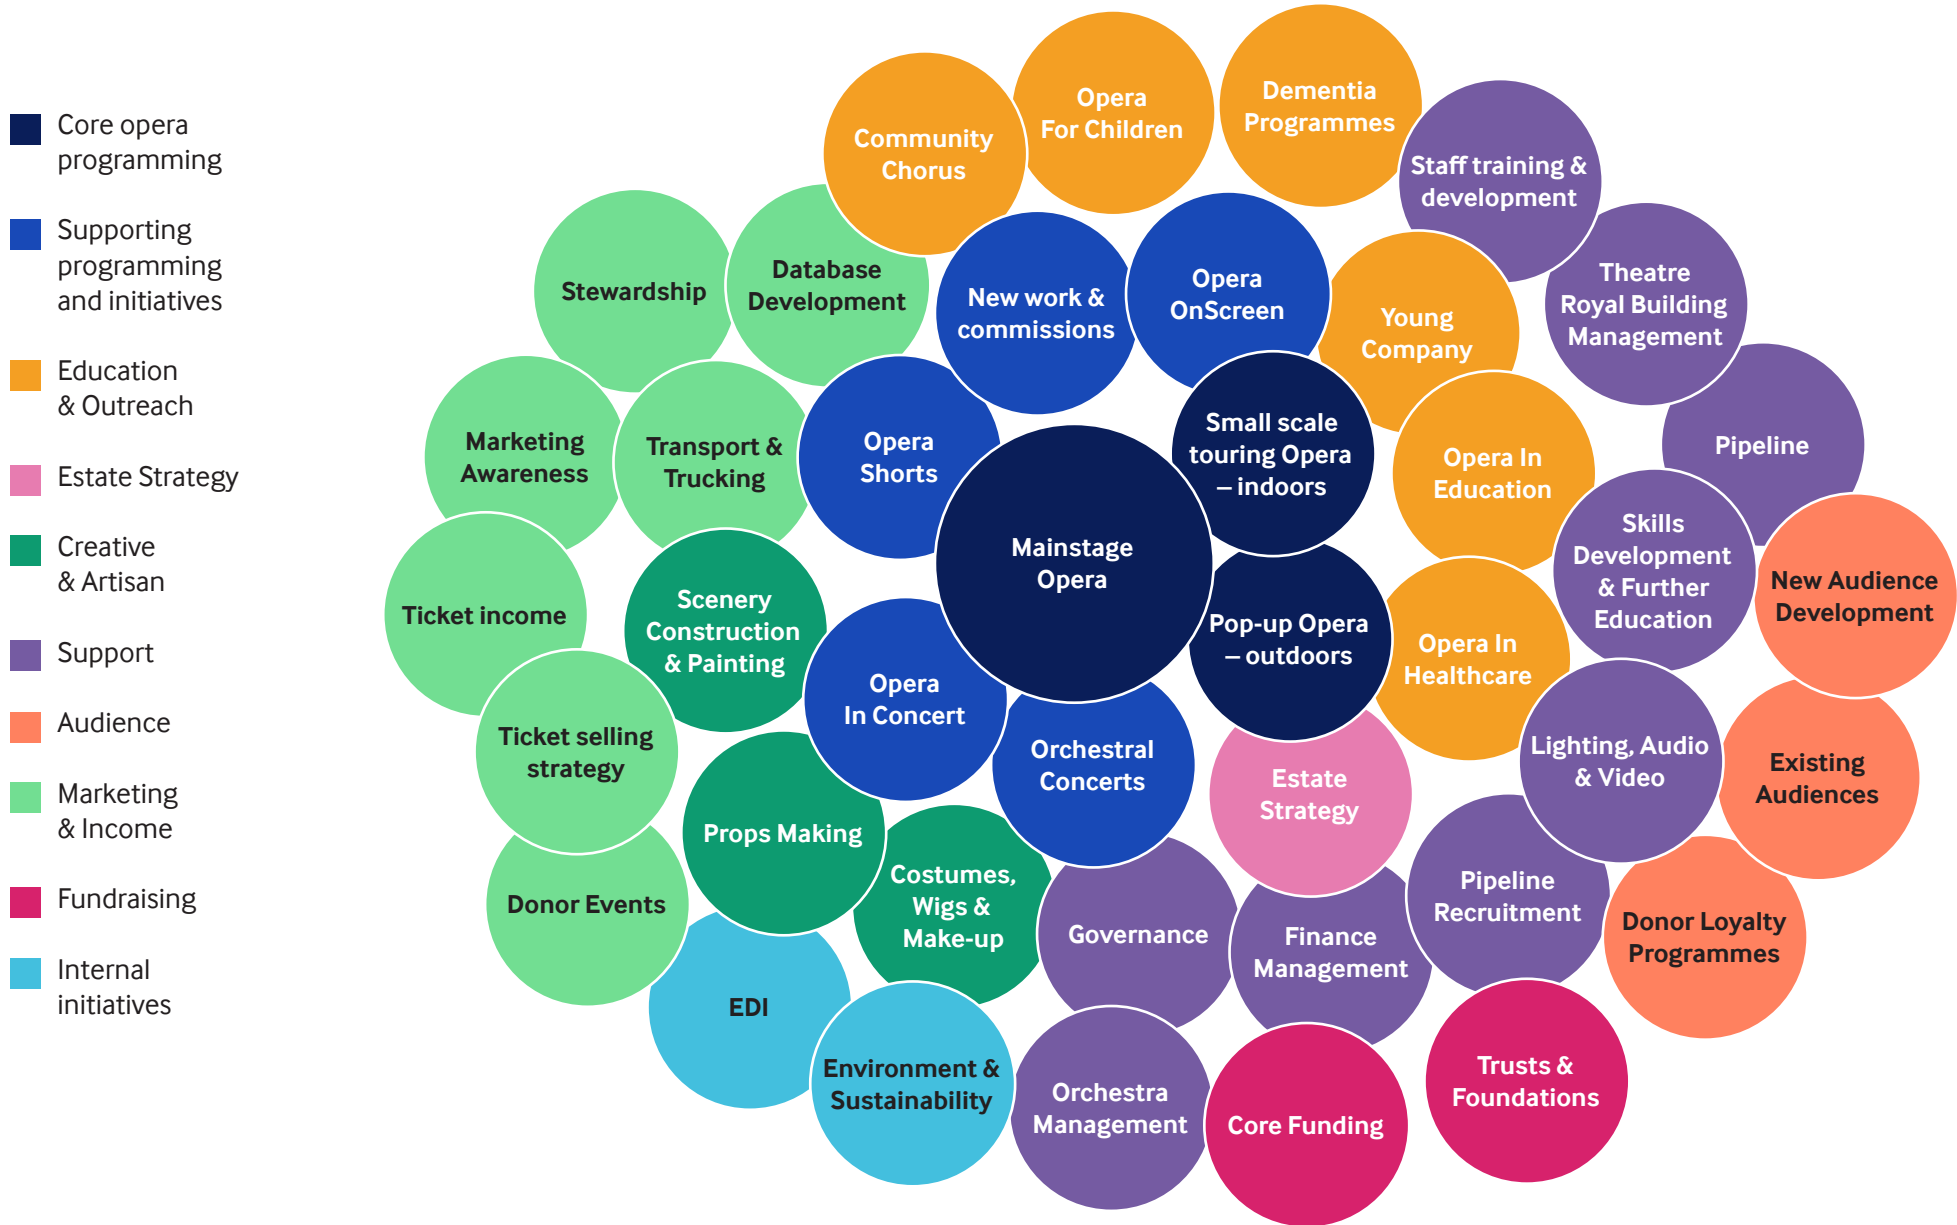 Core opera
programming
Supporting
programming
and initiatives
Education
& Outreach
Estate Strategy
Creative
& Artisan
Support
Audience
Marketing
& Income
Fundraising
Internal
initiatives
Community
Chorus
Opera
For Children
Dementia
Programmes
Staff training &
development
Stewardship
Database
Development
New work &
commissions
Opera
OnScreen
Young
Company
Theatre
Royal Building
Management
Marketing
Awareness
Transport &
Trucking
Opera
Shorts
Small scale
touring Opera
– indoors
Opera In
Education
Pipeline
Mainstage
Opera
Skills
Development
& Further
Education
New Audience
Development
Ticket income
Scenery
Construction
& Painting
Pop-up Opera
– outdoors
Opera In
Healthcare
Opera
In Concert
Ticket selling
strategy
Orchestral
Concerts
Estate
Strategy
Lighting, Audio
& Video
Existing
Audiences
Props Making
Donor Events
Costumes,
Wigs &
Make-up
Governance
Finance
Management
Pipeline
Recruitment
Donor Loyalty
Programmes
EDI
Environment &
Sustainability
Orchestra
Management
Core Funding
Trusts &
Foundations